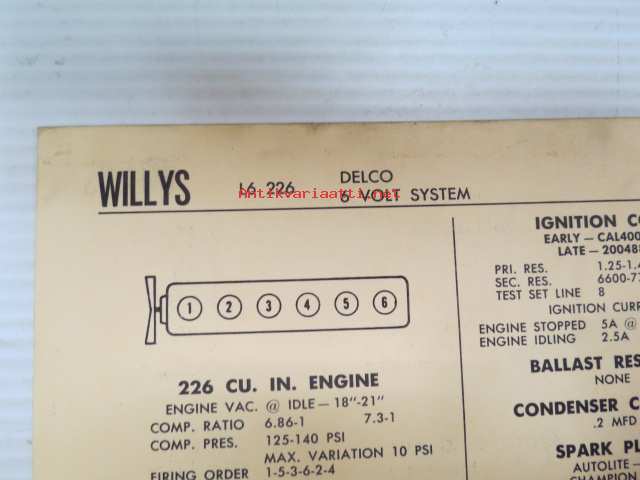 WILLYS L6 226 DELCO
6 VOLT SYSTEM
Antikvariaatti.net
1 2 3 4 5 6
226 CU. IN. ENGINE
ENGINE VAC. @ IDLE — 18"-21"
COMP. RATIO 6.86-1 7.3-1
COMP. PRES. 125-140 PSI
MAX. VARIATION 10 PSI
FIRING ORDER 1-5-3-6-2-4
IGNITION CO
EARLY — CAL400
LATE — 200488
PRI. RES. 1.25-1.4
SEC. RES. 6600-73
TEST SET LINE 8
IGNITION CURR
ENGINE STOPPED 5A @
ENGINE IDLING 2.5A
BALLAST RES
NONE
CONDENSER C
.2 MFD
SPARK PL
AUTOLITE —
CHAMPION